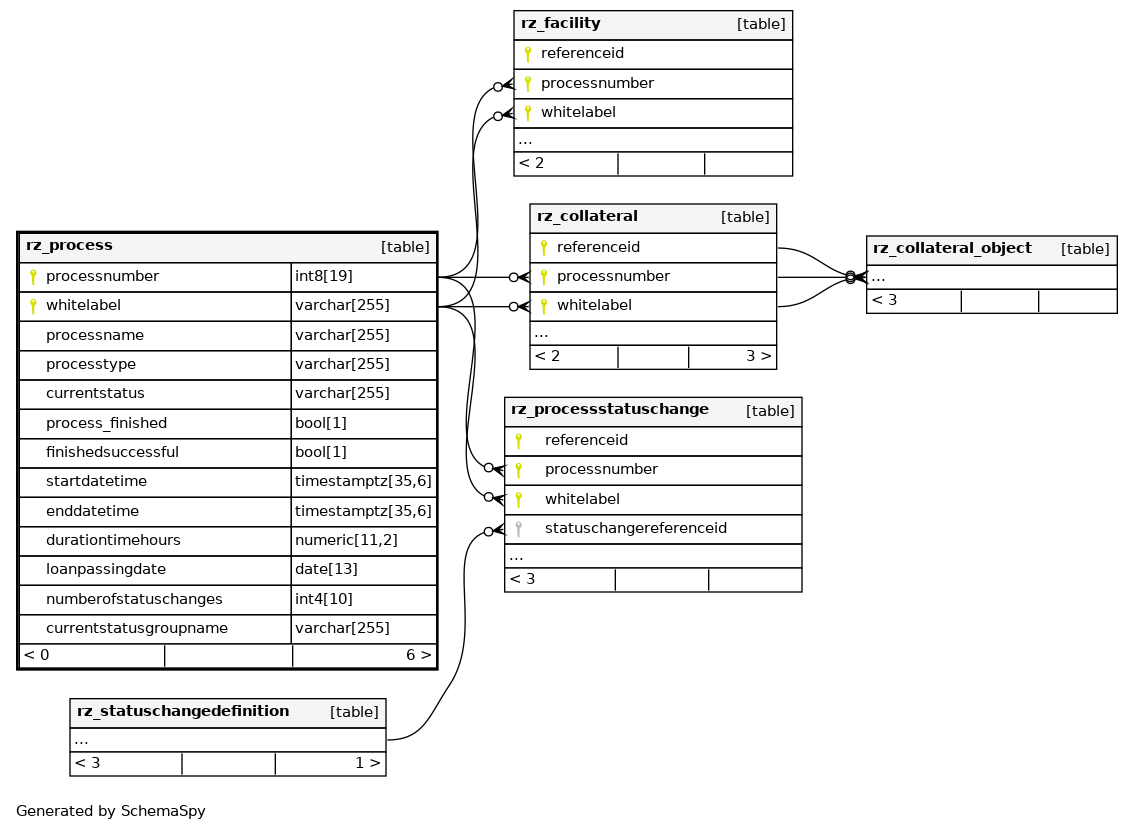 rz_facility [table]
referenceid
processnumber
whitelabel
...
< 2
rz_collateral [table]
referenceid
processnumber
whitelabel
...
< 2 3 >
rz_collateral_object [table]
...
< 3
rz_process [table]
processnumber int8[19]
whitelabel varchar[255]
processname varchar[255]
processtype varchar[255]
currentstatus varchar[255]
process_finished bool[1]
finishedsuccessful bool[1]
startdatetime timestamptz[35,6]
enddatetime timestamptz[35,6]
durationtimehours numeric[11,2]
loanpassingdate date[13]
numberofstatuschanges int4[10]
currentstatusgroupname varchar[255]
< 0 6 >
rz_processstatuschange [table]
referenceid
processnumber
whitelabel
statuschangereferenceid
...
< 3
rz_statuschangedefinition [table]
...
< 3 1 >
Generated by SchemaSpy